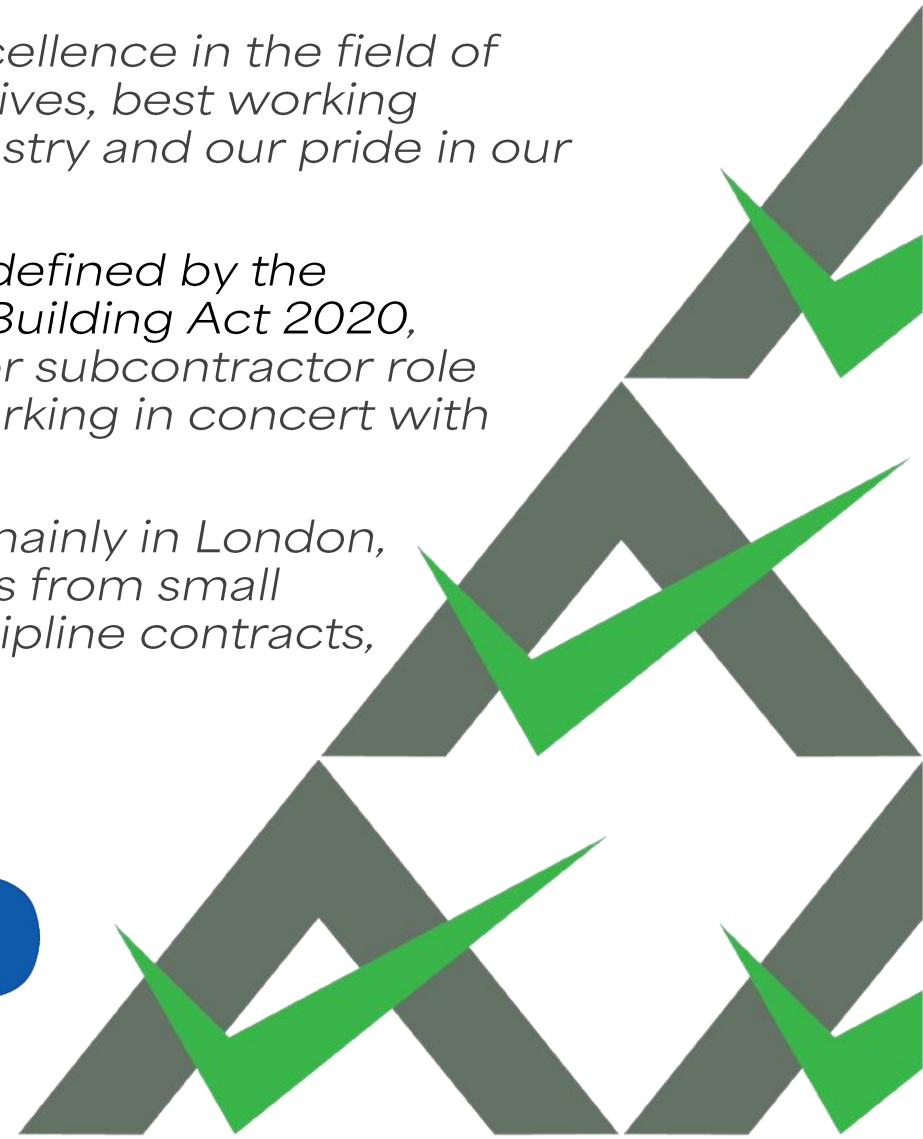 cellence in the field of
ives, best working
stry and our pride in our
defined by the
Building Act 2020,
r subcontractor role
rking in concert with
mainly in London,
s from small
ipline contracts,